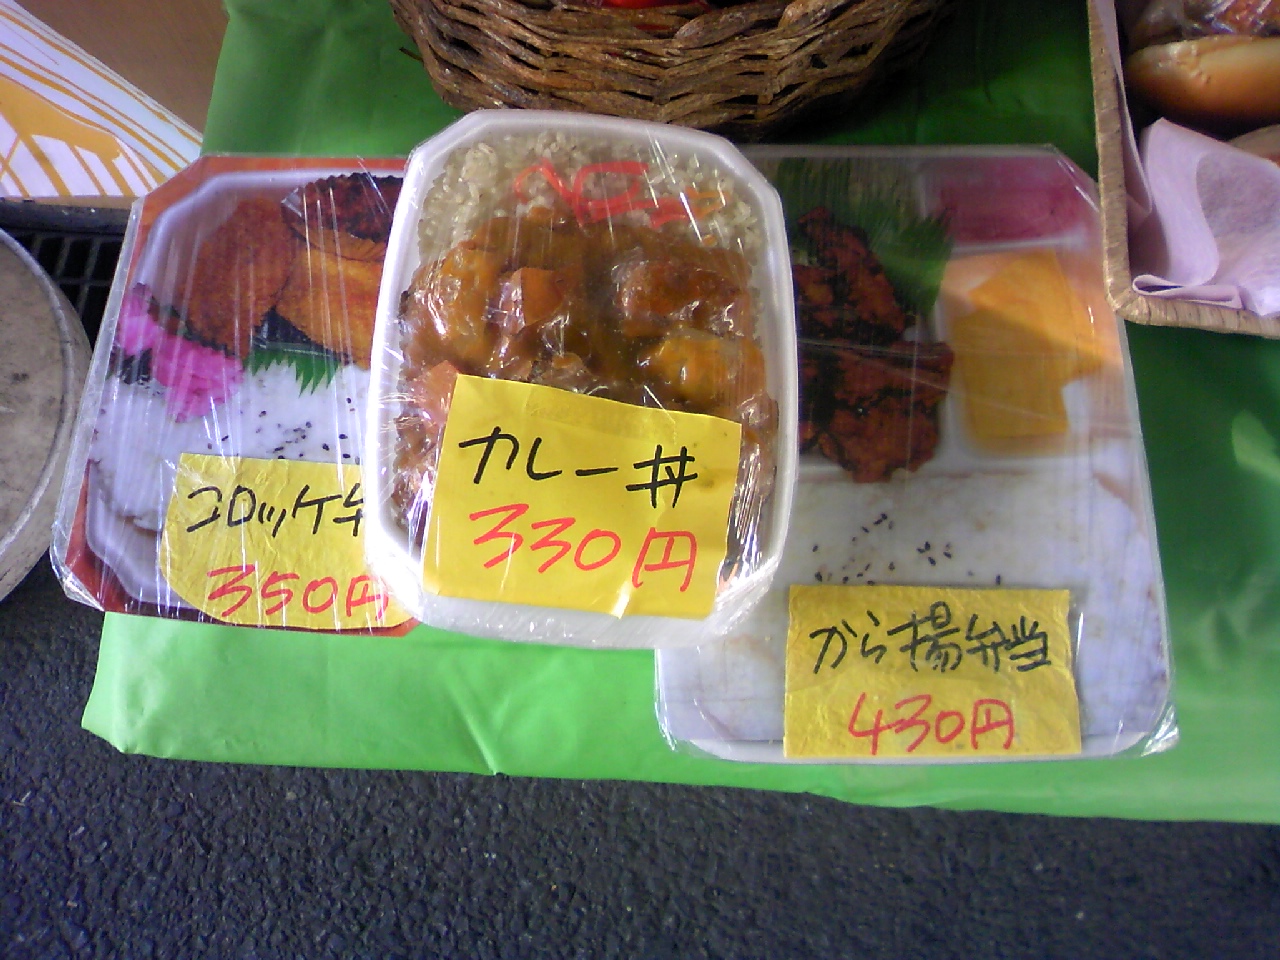 コロッケ弁
350円
カレー丼
330円
から揚弁当
430円